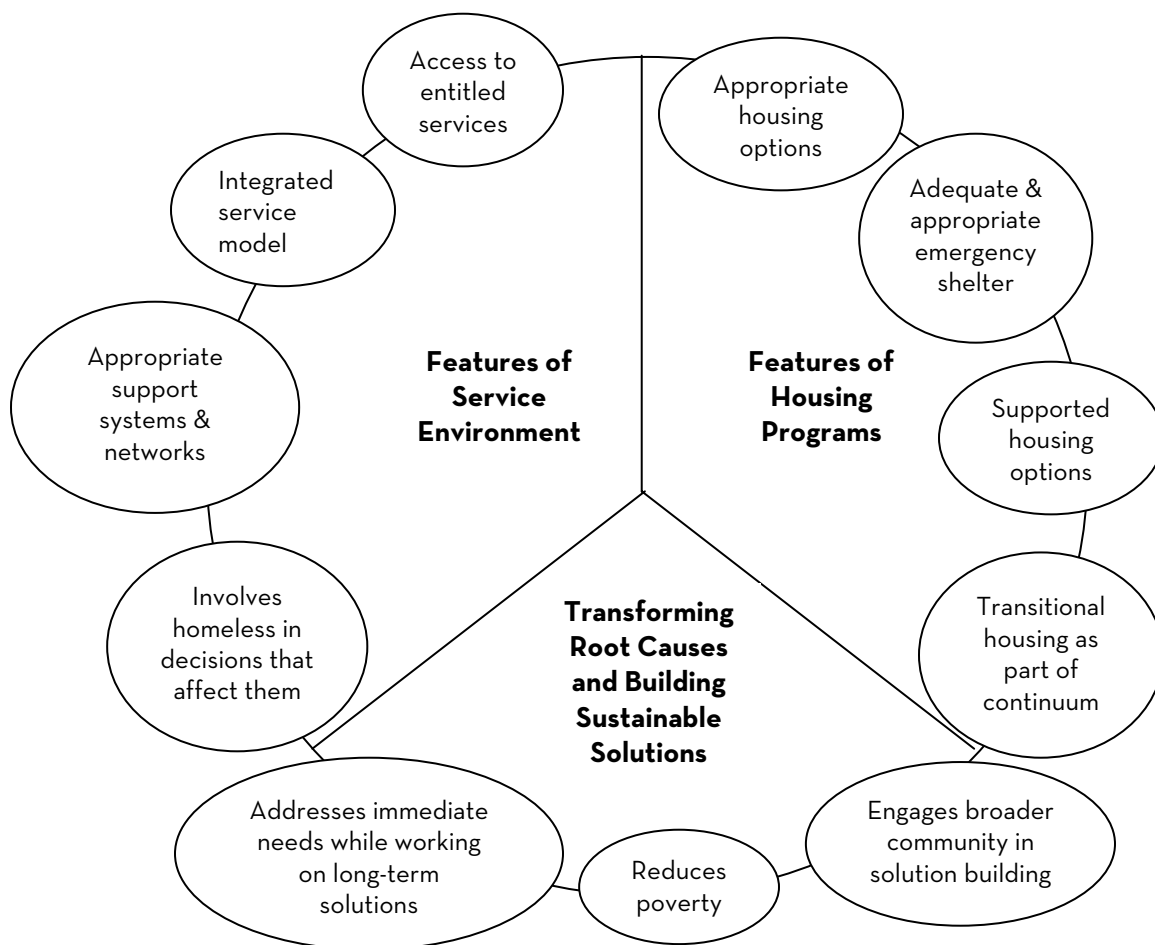 Access to
entitled
services
Appropriate
housing
options
Integrated
service
model
Adequate &
appropriate
emergency
shelter
Appropriate
support
systems &
networks
Features of
Service
Environment
Features of
Housing
Programs
Supported
housing
options
Involves
homeless in
decisions that
affect them
Transforming
Root Causes
and Building
Sustainable
Solutions
Transitional
housing as
part of
continuum
Addresses immediate
needs while working
on long-term
solutions
Reduces
poverty
Engages broader
community in
solution building